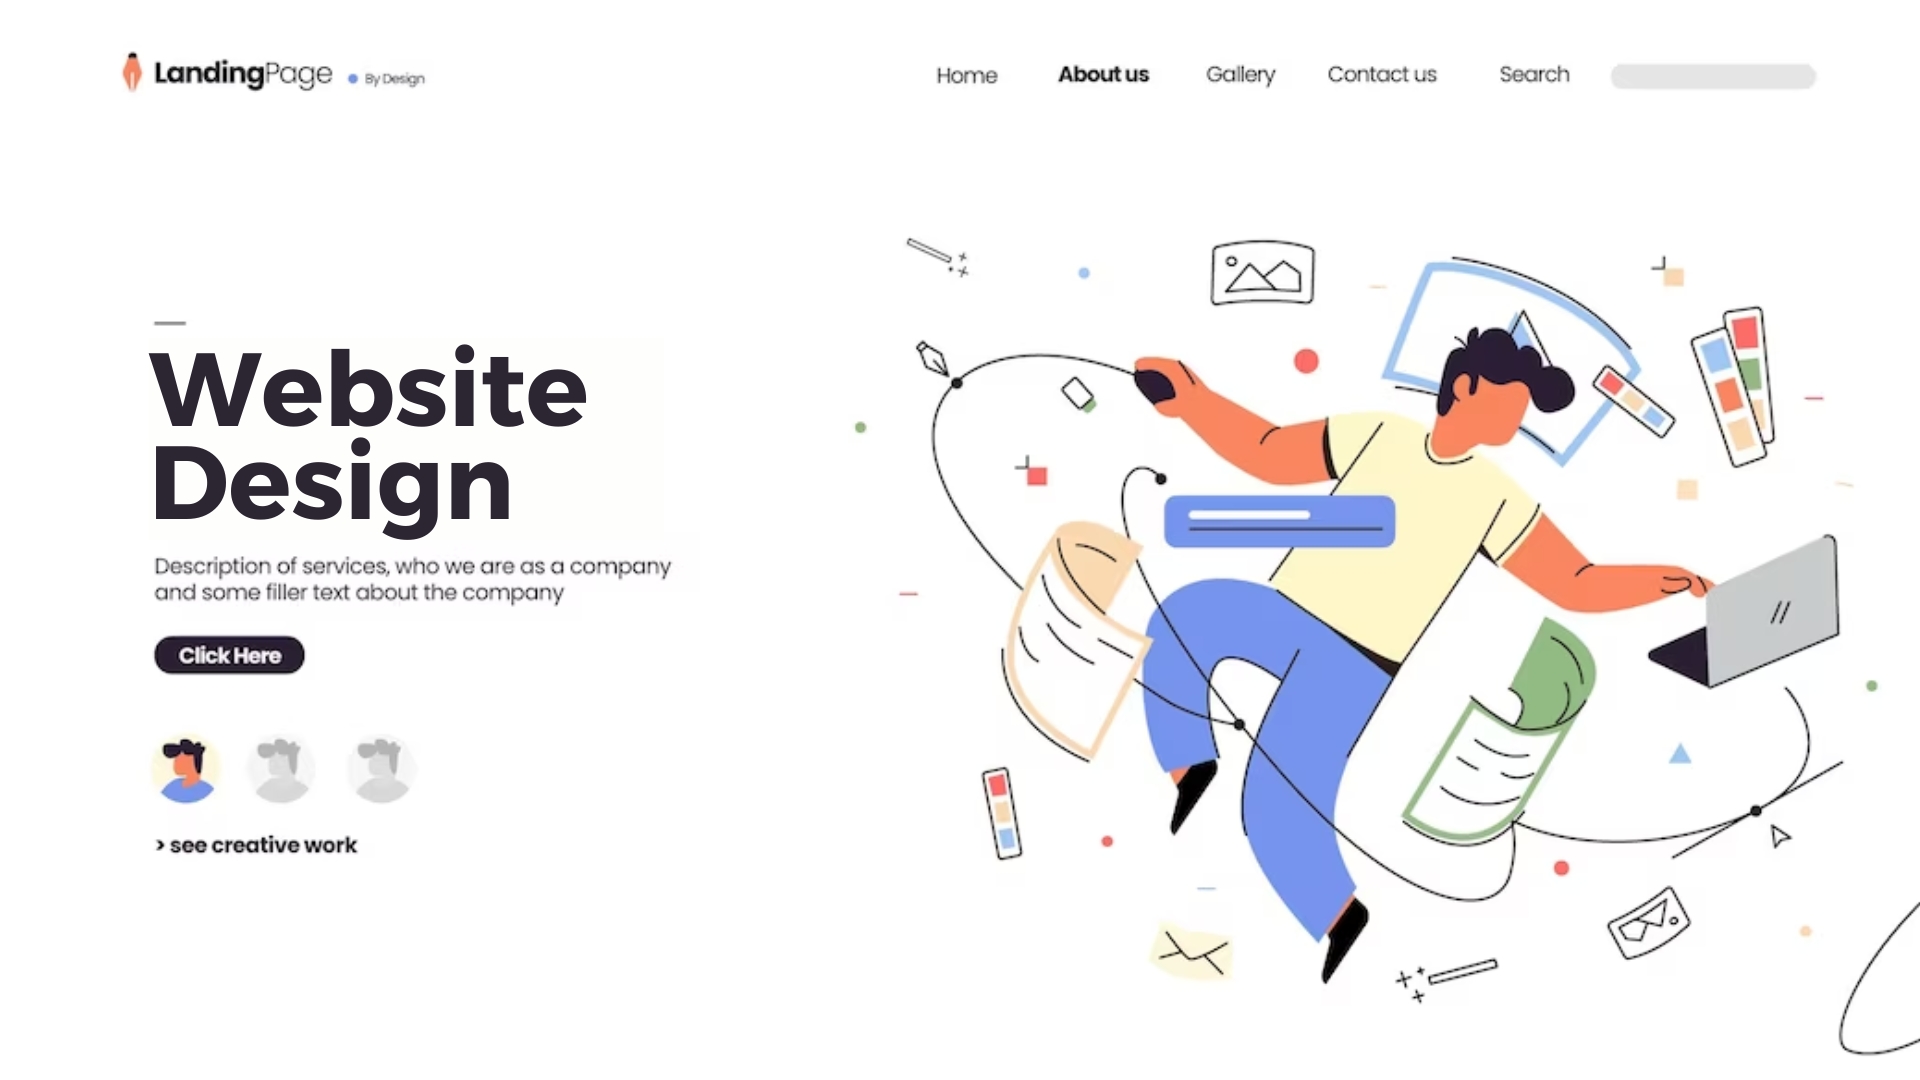 LandingPage By Design
Home About us Gallery Contact us Search
Website
Design
Description of services, who we are as a company
and some filler text about the company
Click Here
> see creative work